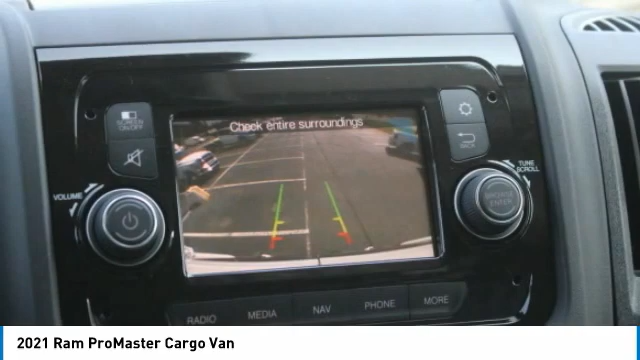 SCREEN
ON/OFF
Check entire surroundings
BACK
VOLUME
TUNE
SCROLL
BROWSE
ENTER
RADIO
MEDIA
NAV
PHONE
MORE
2021 Ram ProMaster Cargo Van